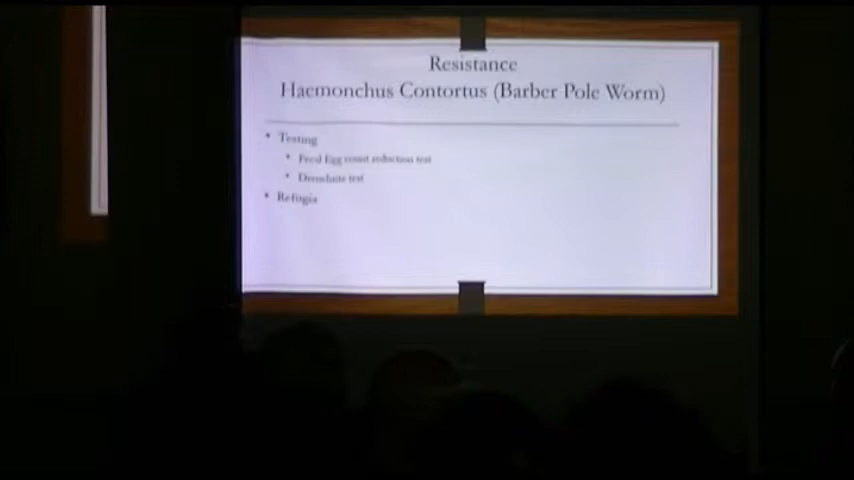 Resistance
Haemonchus Contortus (Barber Pole Worm)
• Testing
• Fecal Egg count reduction test
• Drenchrite test
• Refugia